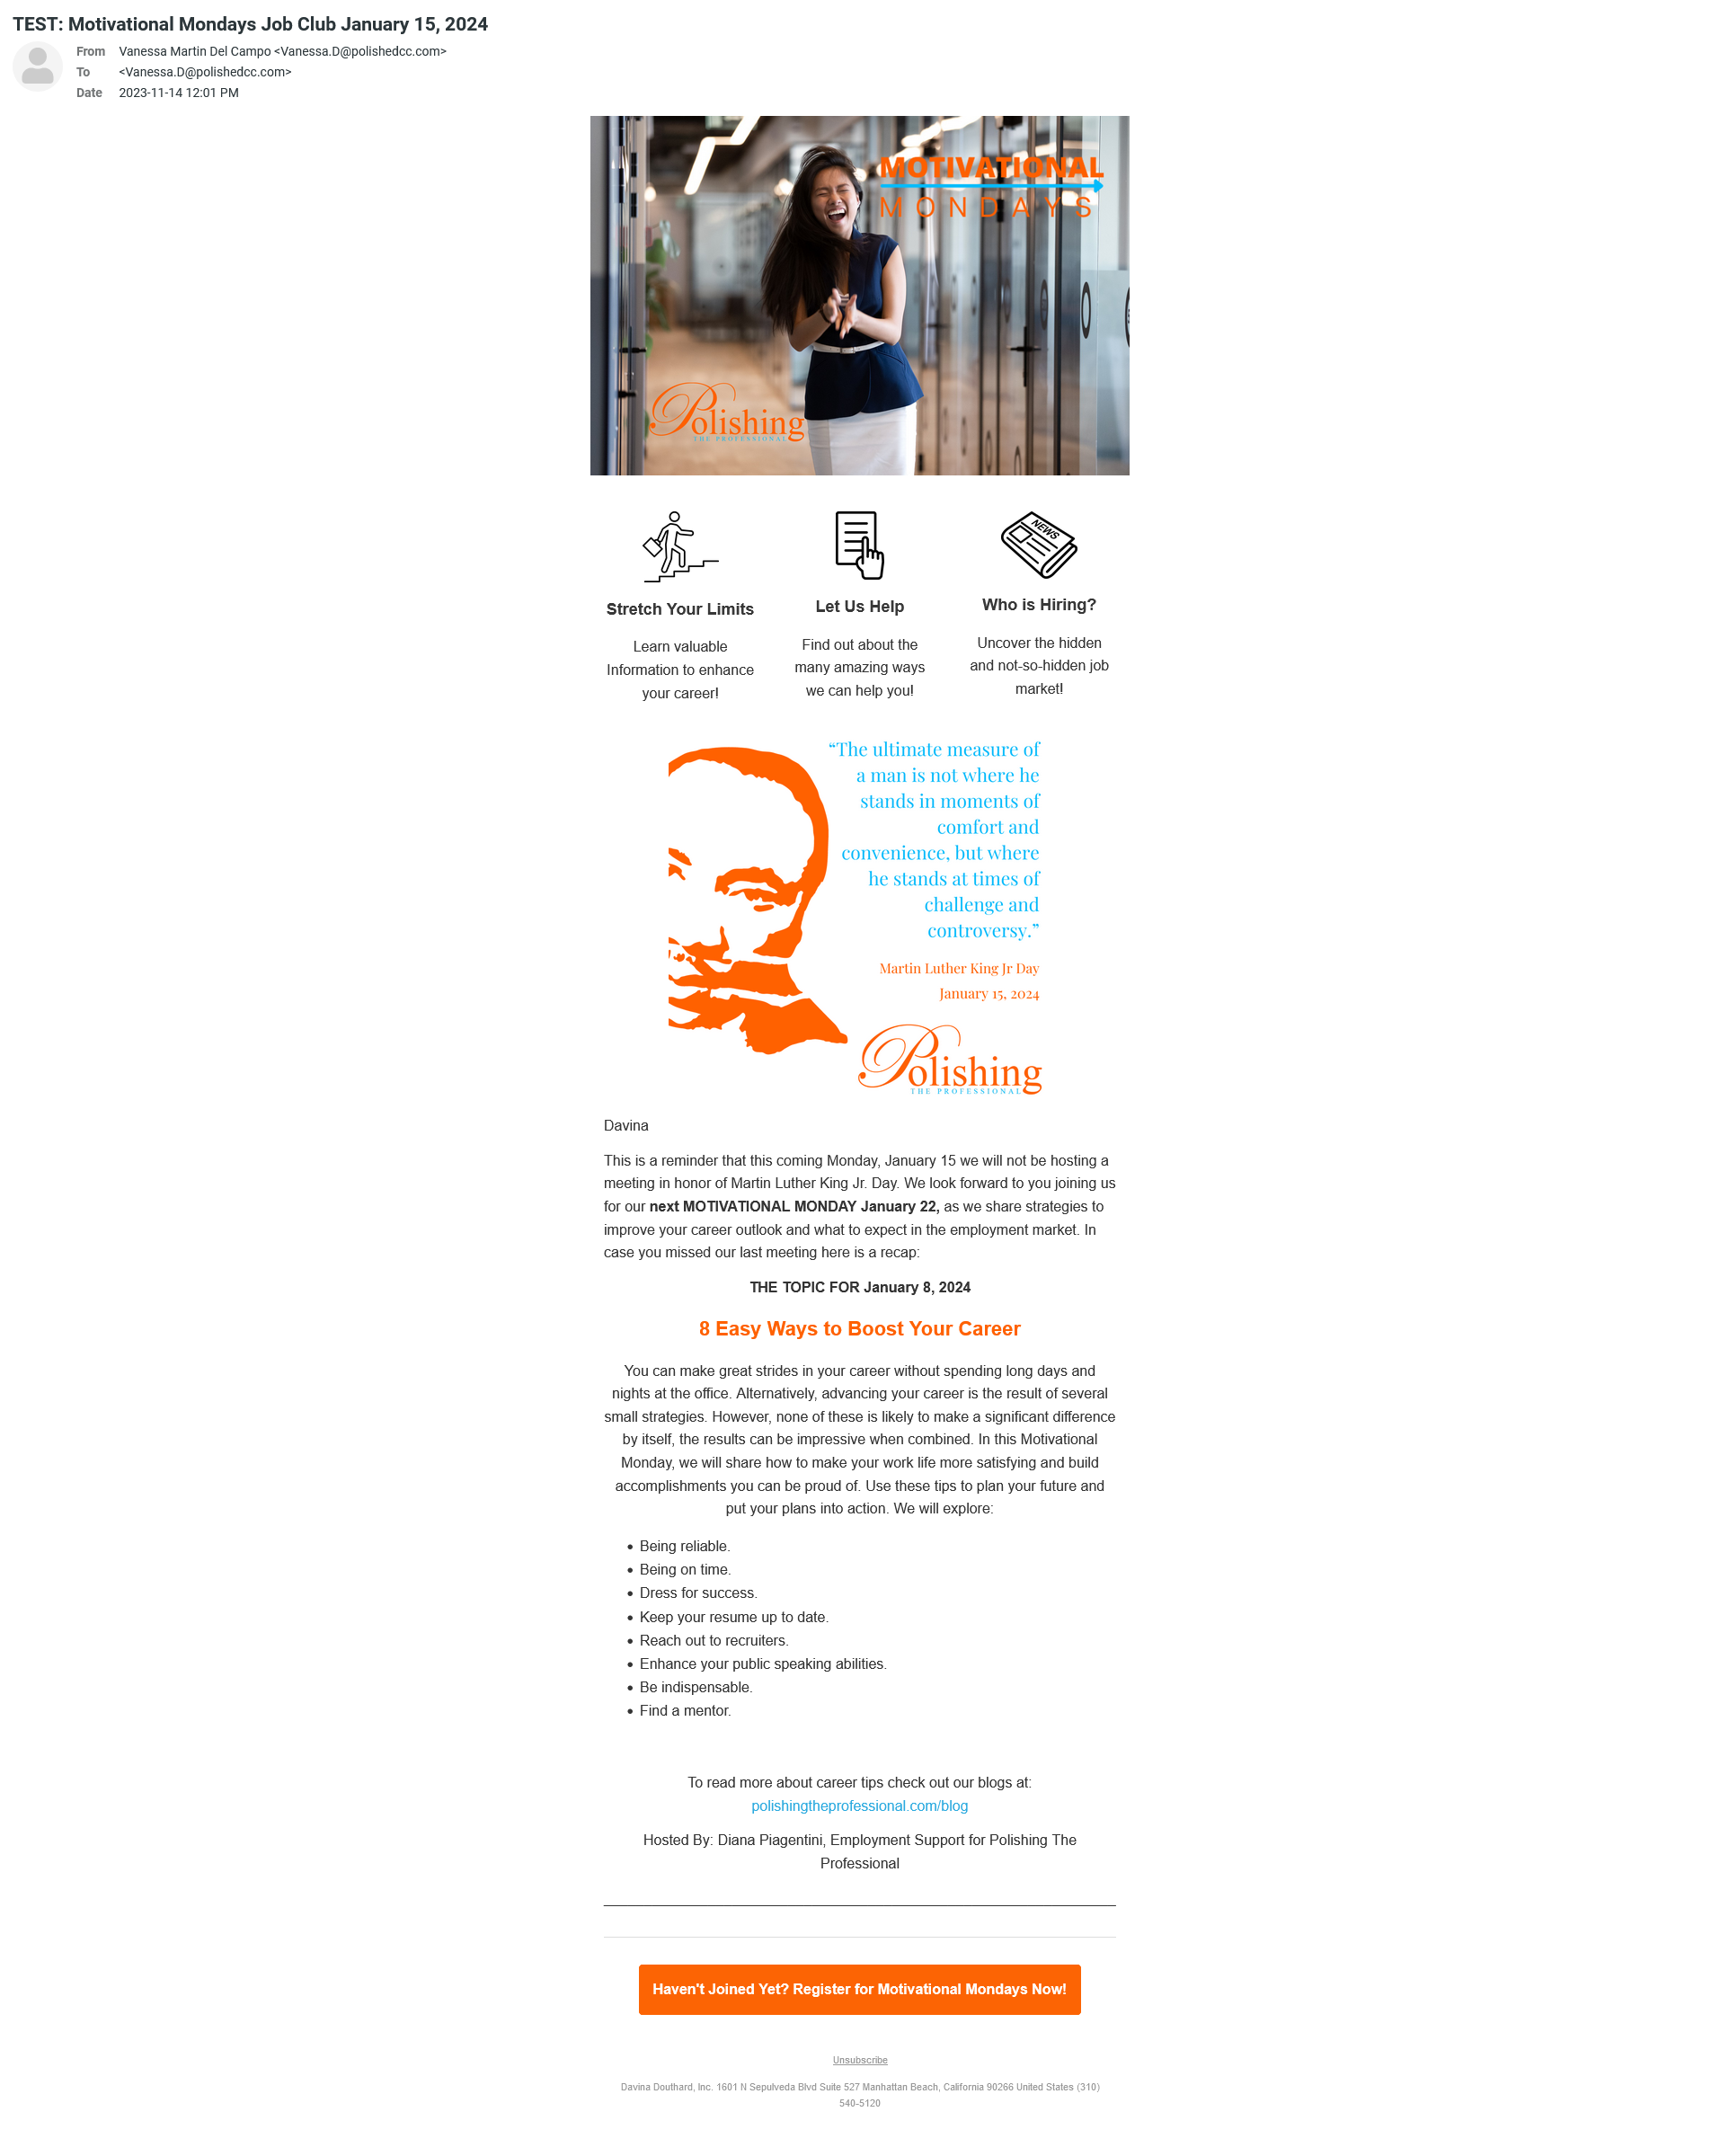 TEST: Motivational Mondays Job Club January 15, 2024
From Vanessa Martin Del Campo <Vanessa.D@polishedcc.com>
To <Vanessa.D@polishedcc.com>
Date 2023-11-14 12:01 PM
MOTIVATIONAL
MONDAYS
Polishing
THE PROFESSIONAL
NEWS
Stretch Your Limits
Learn valuable
Information to enhance
your career!
Let Us Help
Find out about the
many amazing ways
we can help you!
Who is Hiring?
Uncover the hidden
and not-so-hidden job
market!
“The ultimate measure of
a man is not where he
stands in moments of
comfort and
convenience, but where
he stands at times of
challenge and
controversy.”
Martin Luther King Jr Day
January 15, 2024
Polishing
THE PROFESSIONAL
Davina
This is a reminder that this coming Monday, January 15 we will not be hosting a
meeting in honor of Martin Luther King Jr. Day. We look forward to you joining us
for our next MOTIVATIONAL MONDAY January 22, as we share strategies to
improve your career outlook and what to expect in the employment market. In
case you missed our last meeting here is a recap:
THE TOPIC FOR January 8, 2024
8 Easy Ways to Boost Your Career
You can make great strides in your career without spending long days and
nights at the office. Alternatively, advancing your career is the result of several
small strategies. However, none of these is likely to make a significant difference
by itself, the results can be impressive when combined. In this Motivational
Monday, we will share how to make your work life more satisfying and build
accomplishments you can be proud of. Use these tips to plan your future and
put your plans into action. We will explore:
• Being reliable.
• Being on time.
• Dress for success.
• Keep your resume up to date.
• Reach out to recruiters.
• Enhance your public speaking abilities.
• Be indispensable.
• Find a mentor.
To read more about career tips check out our blogs at:
polishingtheprofessional.com/blog
Hosted By: Diana Piagentini, Employment Support for Polishing The
Professional
Haven't Joined Yet? Register for Motivational Mondays Now!
Unsubscribe
Davina Douthard, Inc. 1601 N Sepulveda Blvd Suite 527 Manhattan Beach, California 90266 United States (310)
540-5120